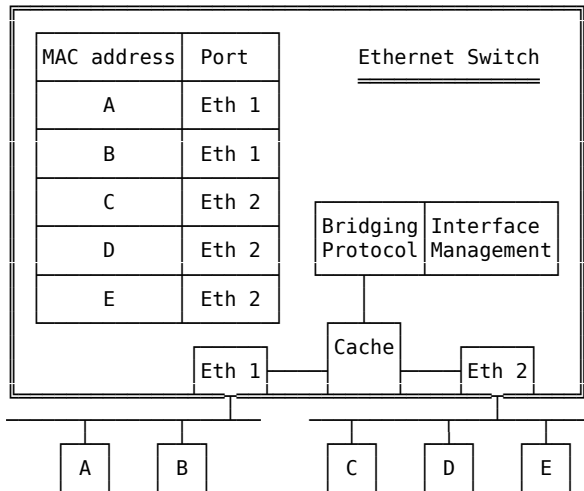 MAC address Port
Ethernet Switch
A Eth 1
B Eth 1
C Eth 2
D Eth 2
E Eth 2
Bridging Interface
Protocol Management
Cache
Eth 1 Eth 2
A B C D E